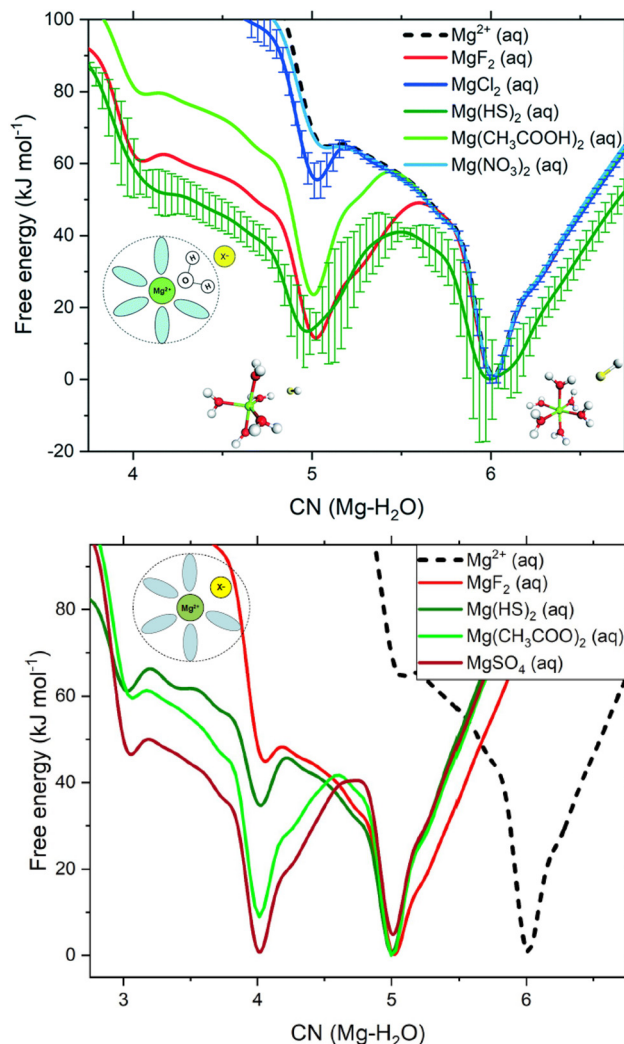 100
80
60
40
20
0
-20
Free energy (kJ mol⁻¹)
Mg²⁺ (aq)
MgF₂ (aq)
MgCl₂ (aq)
Mg(HS)₂ (aq)
Mg(CH₃COOH)₂ (aq)
Mg(NO₃)₂ (aq)
H
X⁻
O
H
Mg²⁺
4
5
6
CN (Mg-H₂O)
80
60
40
20
0
Free energy (kJ mol⁻¹)
X⁻
Mg²⁺
Mg²⁺ (aq)
MgF₂ (aq)
Mg(HS)₂ (aq)
Mg(CH₃COO)₂ (aq)
MgSO₄ (aq)
3
4
5
6
CN (Mg-H₂O)